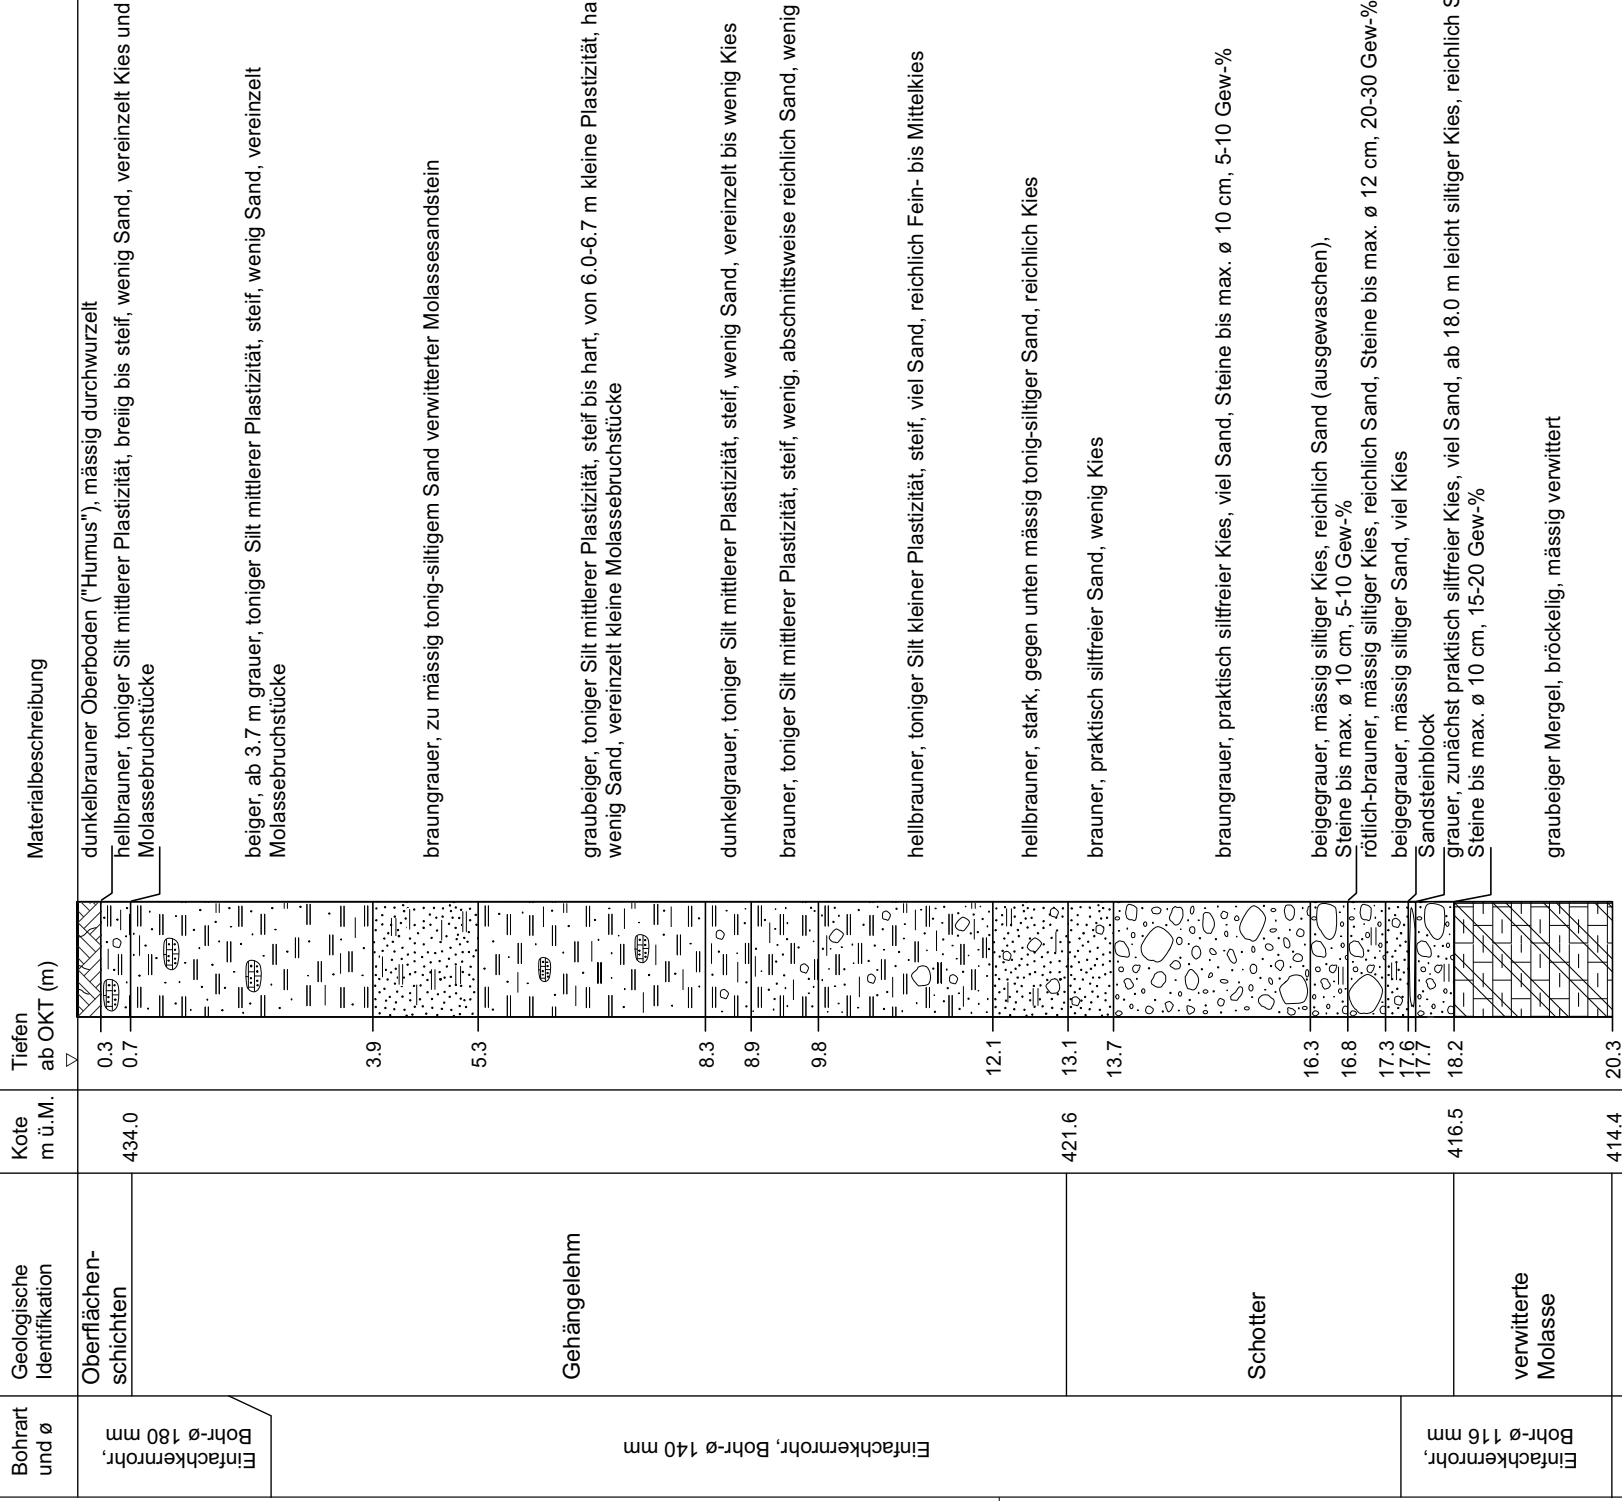 Bohrart
und ø
Geologische
Identifikation
Kote
m ü.M.
Tiefen
ab OKT (m)
Materialbeschreibung
Einfachkernrohr,
Bohr-ø 180 mm
Einfachkernrohr, Bohr-ø 140 mm
Einfachkernrohr,
Bohr-ø 116 mm
Oberflächen-
schichten
Gehängelehm
Schotter
verwitterte
Molasse
434.0
421.6
416.5
414.4
0.3
0.7
3.9
5.3
8.3
8.9
9.8
12.1
13.1
13.7
16.3
16.8
17.3
17.6
17.7
18.2
20.3
dunkelbrauner Oberboden ("Humus"), mässig durchwurzelt
hellbrauner, toniger Silt mittlerer Plastizität, breiig bis steif, wenig Sand, vereinzelt Kies und
Molassebruchstücke
beiger, ab 3.7 m grauer, toniger Silt mittlerer Plastizität, steif, wenig Sand, vereinzelt
Molassebruchstücke
braungrauer, zu mässig tonig-siltigem Sand verwitterter Molassesandstein
graubeiger, toniger Silt mittlerer Plastizität, steif bis hart, von 6.0-6.7 m kleine Plastizität, ha
wenig Sand, vereinzelt kleine Molassebruchstücke
dunkelgrauer, toniger Silt mittlerer Plastizität, steif, wenig Sand, vereinzelt bis wenig Kies
brauner, toniger Silt mittlerer Plastizität, steif, wenig, abschnittsweise reichlich Sand, wenig
hellbrauner, toniger Silt kleiner Plastizität, steif, viel Sand, reichlich Fein- bis Mittelkies
hellbrauner, stark, gegen unten mässig tonig-siltiger Sand, reichlich Kies
brauner, praktisch siltfreier Sand, wenig Kies
braungrauer, praktisch siltfreier Kies, viel Sand, Steine bis max. ø 10 cm, 5-10 Gew-%
beigegrauer, mässig siltiger Kies, reichlich Sand (ausgewaschen),
Steine bis max. ø 10 cm, 5-10 Gew-%
rötlich-brauner, mässig siltiger Kies, reichlich Sand, Steine bis max. ø 12 cm, 20-30 Gew-%
beigegrauer, mässig siltiger Sand, viel Kies
Sandsteinblock
grauer, zunächst praktisch siltfreier Kies, viel Sand, ab 18.0 m leicht siltiger Kies, reichlich S
Steine bis max. ø 10 cm, 15-20 Gew-%
graubeiger Mergel, bröckelig, mässig verwittert